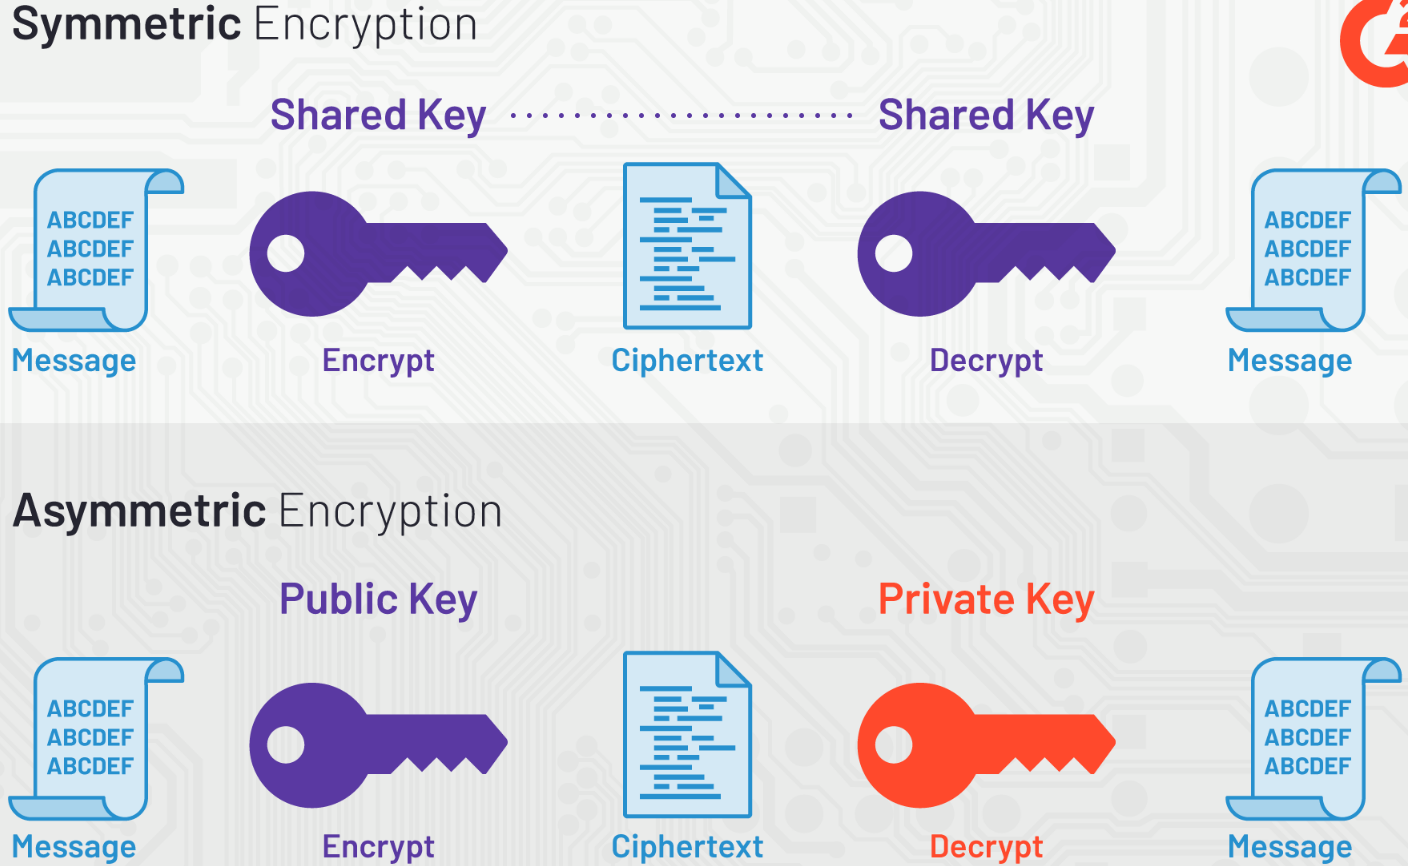 Symmetric Encryption
Shared Key Shared Key
ABCDEF ABCDEF
ABCDEF ABCDEF
ABCDEF ABCDEF
Message Encrypt Ciphertext Decrypt Message
Asymmetric Encryption
Public Key Private Key
ABCDEF ABCDEF
ABCDEF ABCDEF
ABCDEF ABCDEF
Message Encrypt Ciphertext Decrypt Message